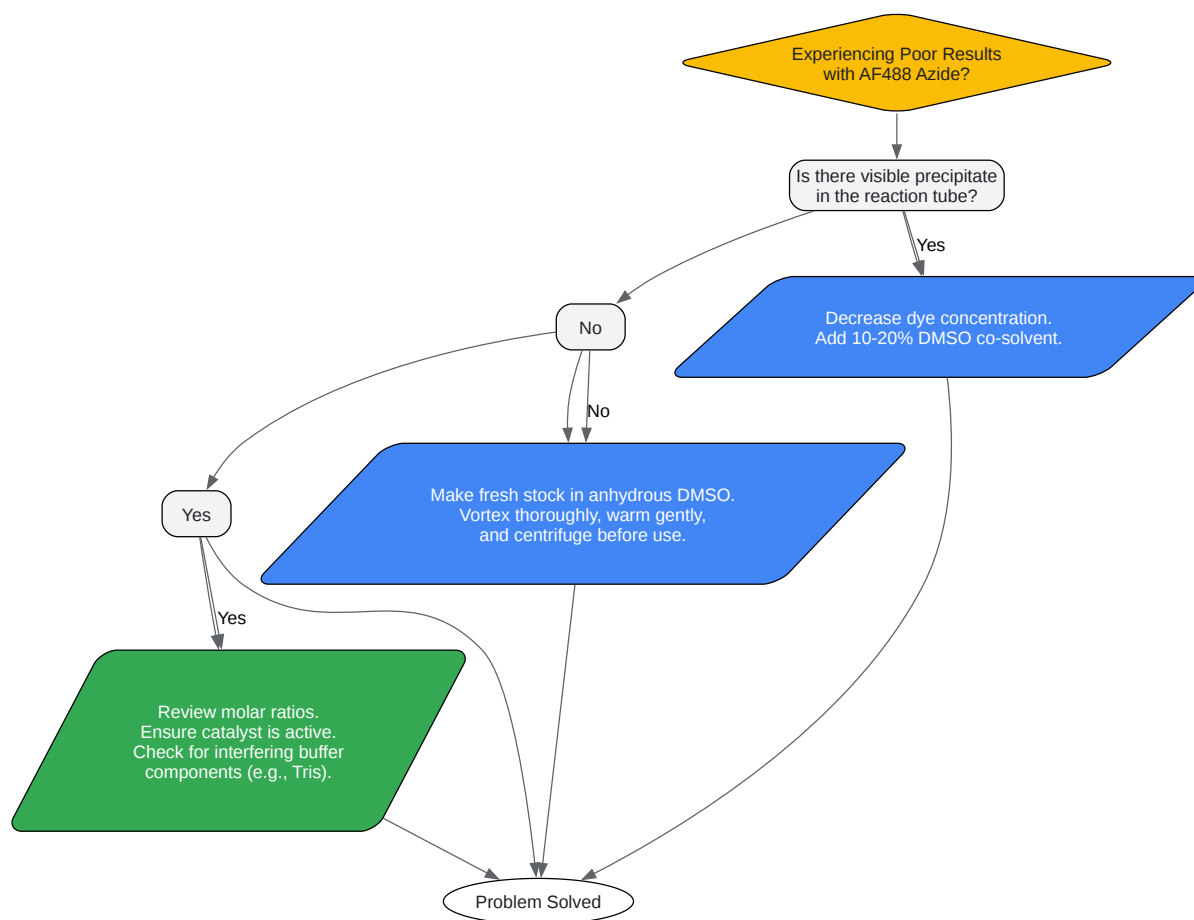 Experiencing Poor Results
with AF488 Azide?
Is there visible precipitate
in the reaction tube?
Yes
Decrease dye concentration.
Add 10-20% DMSO co-solvent.
No
No
Make fresh stock in anhydrous DMSO.
Vortex thoroughly, warm gently,
and centrifuge before use.
Yes
Yes
Review molar ratios.
Ensure catalyst is active.
Check for interfering buffer
components (e.g., Tris).
Problem Solved